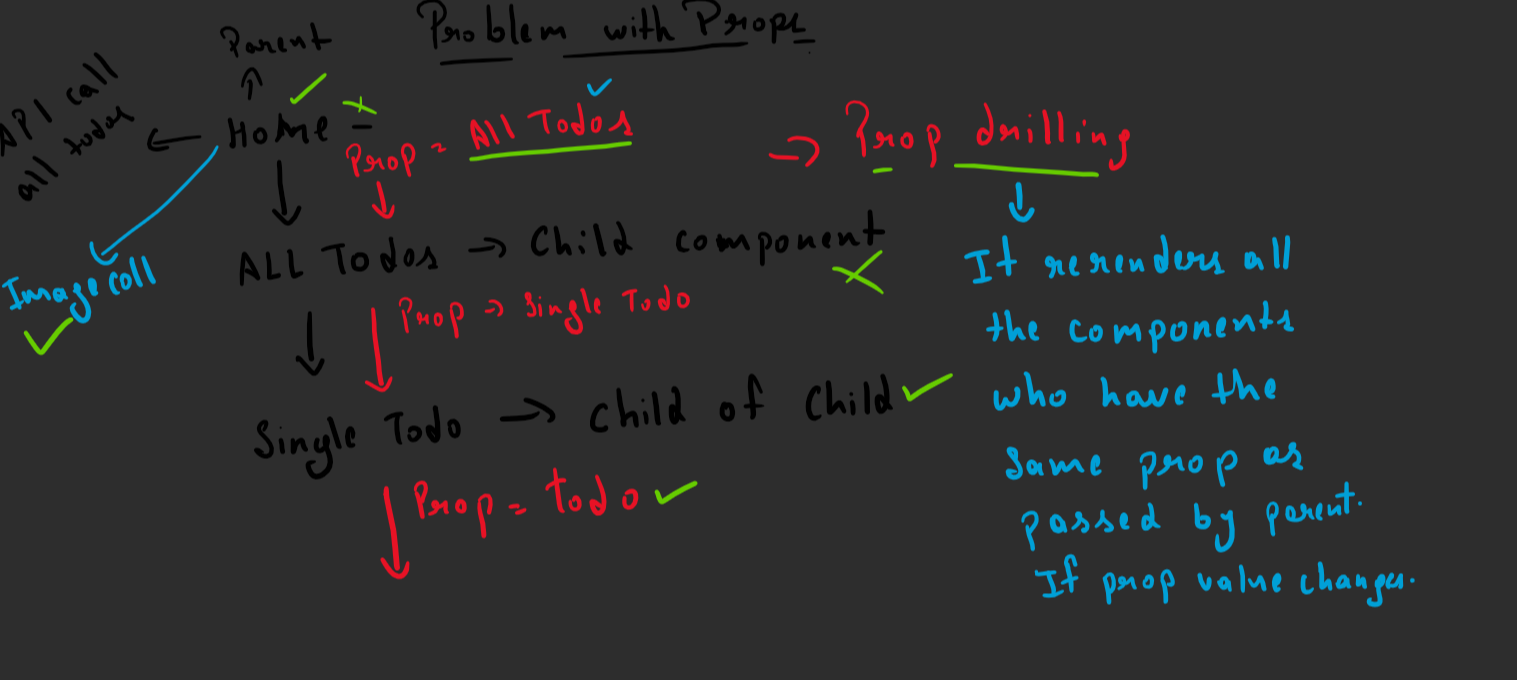 Problem with Props
Parent
API call
all todos
Home
Prop = All Todos
→ Prop drilling
Image call
ALL Todos → Child component
Prop → Single Todo
Single Todo → child of child
Prop = todo
It rerenders all
the components
who have the
same prop as
passed by parent.
If prop value changes.